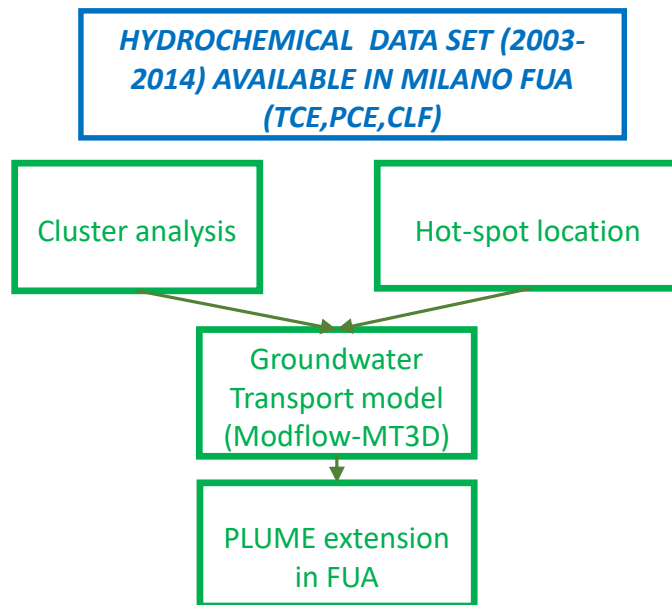 HYDROCHEMICAL DATA SET (2003-
2014) AVAILABLE IN MILANO FUA
(TCE,PCE,CLF)
Cluster analysis
Hot-spot location
Groundwater
Transport model
(Modflow-MT3D)
PLUME extension
in FUA